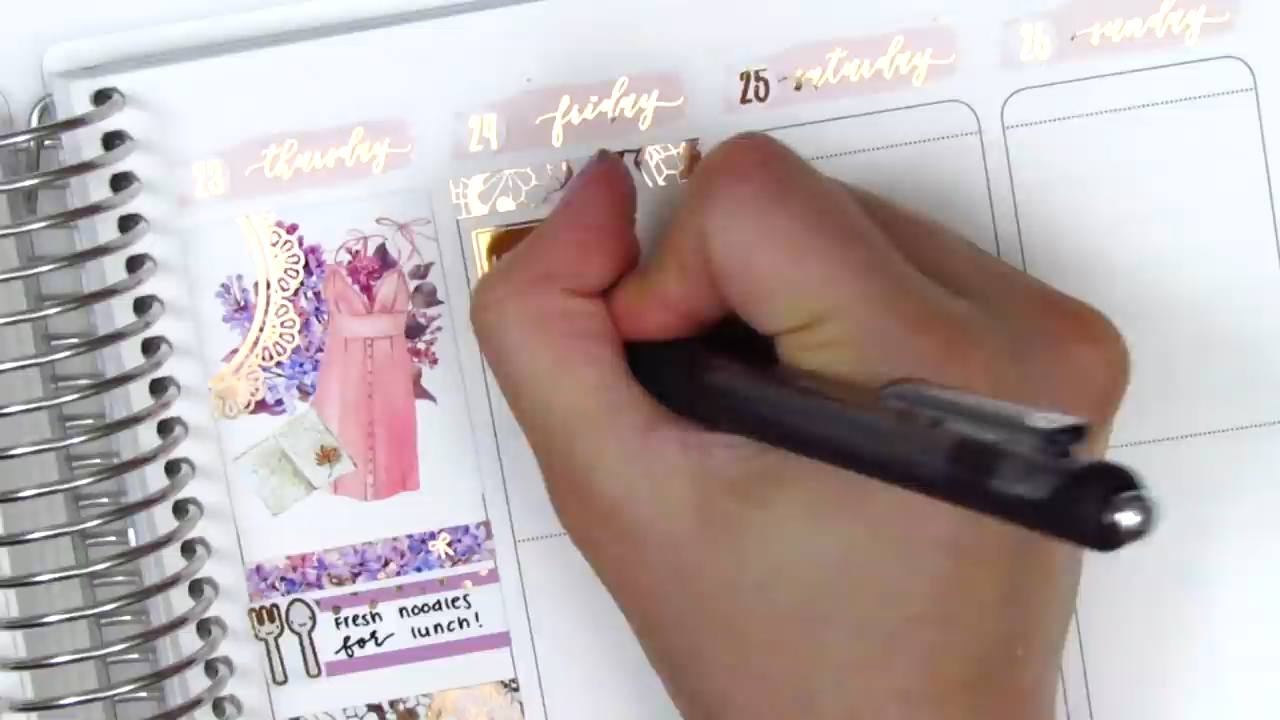 23 thursday
24 friday
25 saturday
26 sunday
Fresh noodles
for lunch!